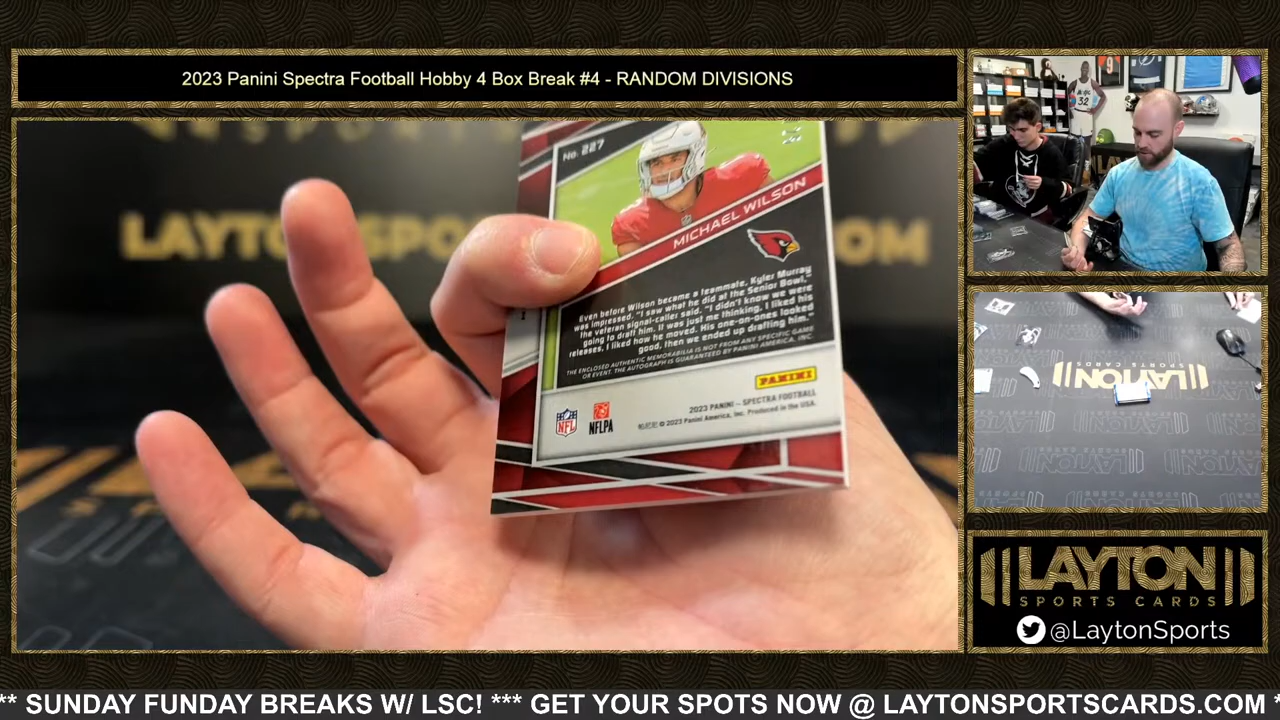 2023 Panini Spectra Football Hobby 4 Box Break #4 - RANDOM DIVISIONS
LAYTONSPO
OM
No. 227
MICHAEL WILSON
Even before Wilson became a teammate, Kyler Murray
was impressed. "I saw what he did at the Senior Bowl,"
the veteran signal-caller said. "I didn't know we were
going to draft him. It was just me thinking, I liked his
releases, I liked how he moved. His one-on-ones looked
good, then we ended up drafting him."
THE ENCLOSED AUTHENTIC MEMORABILIA IS NOT FROM ANY SPECIFIC GAME
OR EVENT. THE AUTOGRAPH IS GUARANTEED BY PANINI AMERICA, INC.
PANINI
2023 PANINI – SPECTRA FOOTBALL
© 2023 Panini America, Inc. Produced in the USA.
NFL
NFLPA
9
32
LAYTON
LAYTON
SPORTS CARDS
@LaytonSports
** SUNDAY FUNDAY BREAKS W/ LSC! *** GET YOUR SPOTS NOW @ LAYTONSPORTSCARDS.COM *